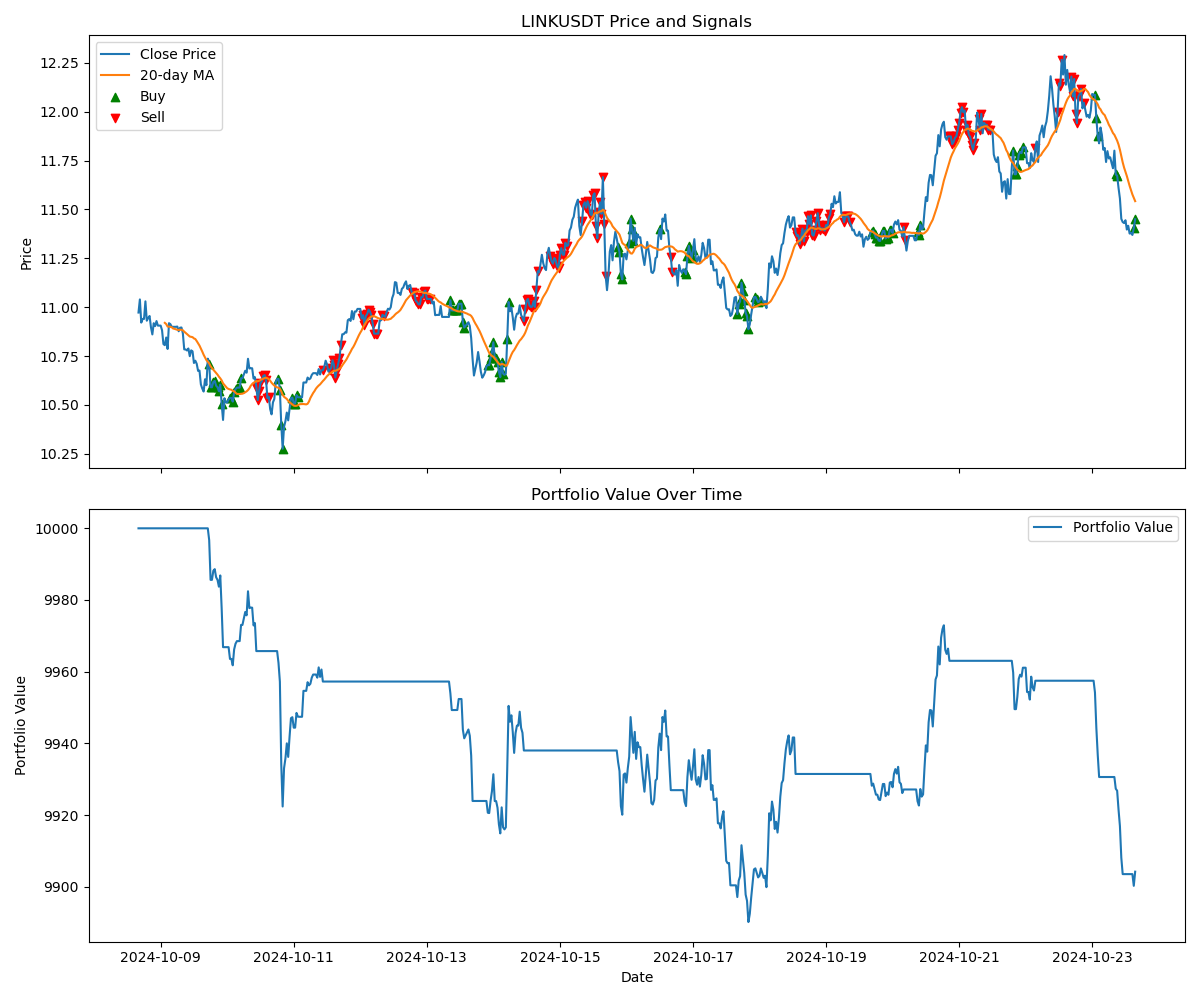 LINKUSDT Price and Signals
Close Price
20-day MA
Buy
Sell
12.25
12.00
11.75
11.50
11.25
11.00
10.75
10.50
10.25
Price
Portfolio Value Over Time
Portfolio Value
10000
9980
9960
9940
9920
9900
Portfolio Value
2024-10-09
2024-10-11
2024-10-13
2024-10-15
2024-10-17
2024-10-19
2024-10-21
2024-10-23
Date